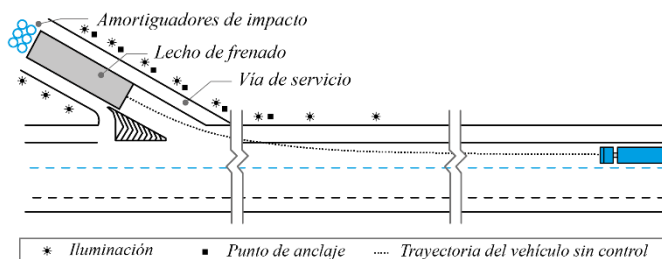 Amortiguadores de impacto
Lecho de frenado
Vía de servicio
Iluminación
Punto de anclaje
Trayectoria del vehículo sin control